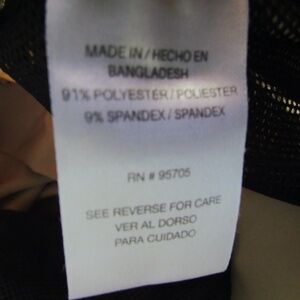 MADE IN / HECHO EN
BANGLADESH
91% POLYESTER / POLIESTER
9% SPANDEX / SPANDEX
RN # 95705
SEE REVERSE FOR CARE
VER AL DORSO
PARA CUIDADO